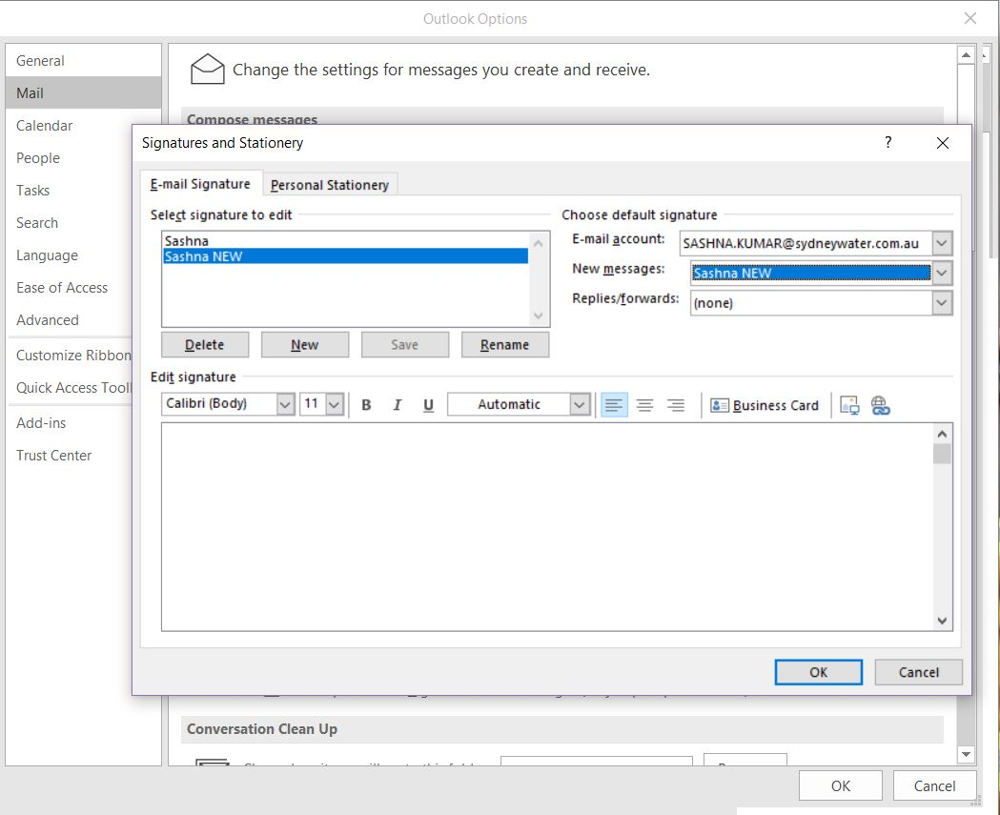 Outlook Options
General
Mail
Calendar
People
Tasks
Search
Language
Ease of Access
Advanced
Customize Ribbon
Quick Access Tool
Add-ins
Trust Center
Change the settings for messages you create and receive.
Compose messages
Signatures and Stationery
?
E-mail Signature
Personal Stationery
Select signature to edit
Sashna
Sashna NEW
Delete
New
Save
Rename
Choose default signature
E-mail account:
SASHNA.KUMAR@sydneywater.com.au
New messages:
Sashna NEW
Replies/forwards:
(none)
Edit signature
Calibri (Body)
11
B
I
U
Automatic
Business Card
OK
Cancel
Conversation Clean Up
OK
Cancel